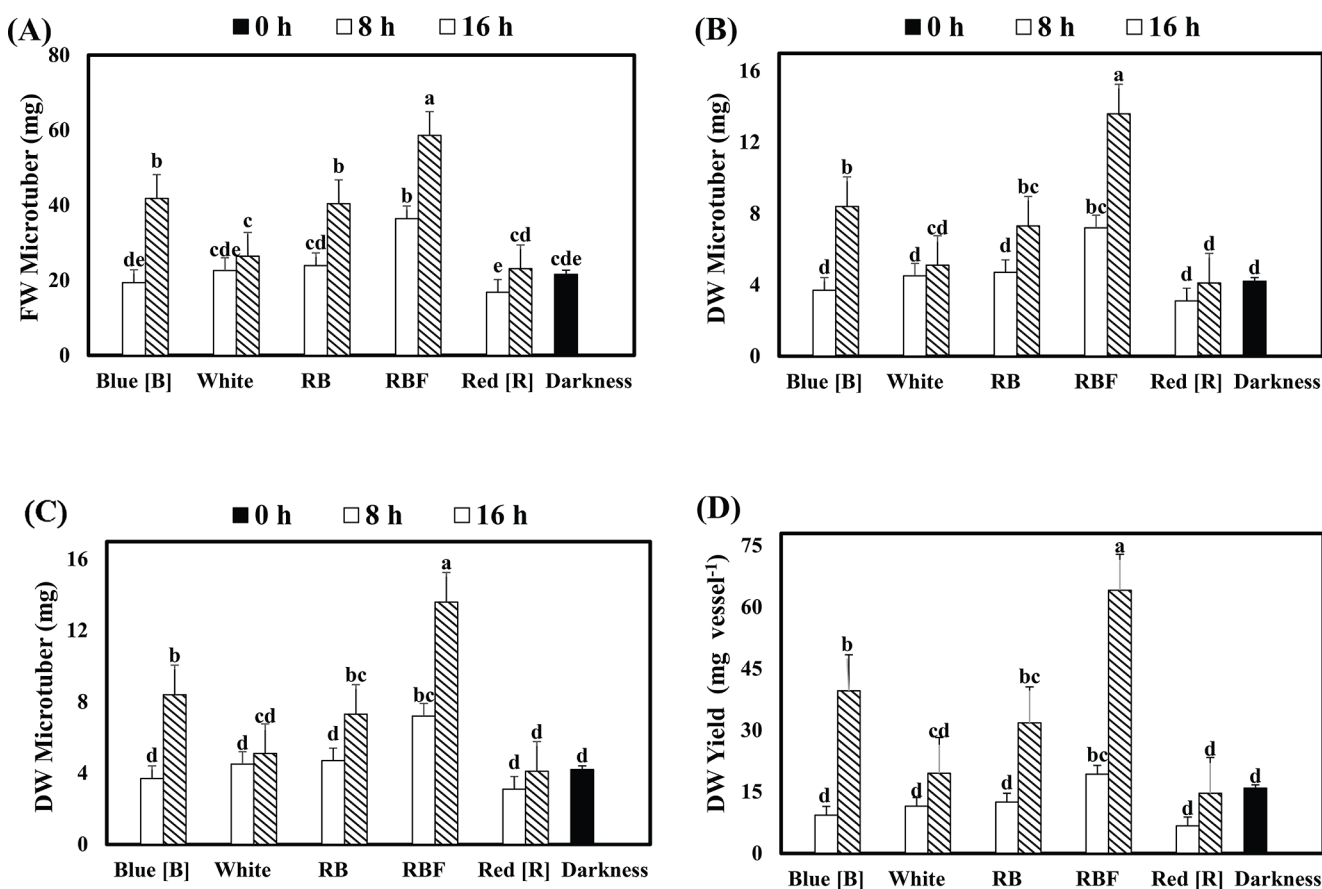 (A)
0 h 8 h 16 h
FW Microtuber (mg)
80
60
40
20
0
de b cde c cd b b a e cd cde
Blue [B] White RB RBF Red [R] Darkness
(B)
0 h 8 h 16 h
DW Microtuber (mg)
16
12
8
4
0
d b d cd d bc bc a d d d
Blue [B] White RB RBF Red [R] Darkness
(C)
0 h 8 h 16 h
DW Microtuber (mg)
16
12
8
4
0
d b d cd d bc bc a d d d
Blue [B] White RB RBF Red [R] Darkness
(D)
DW Yield (mg vessel-1)
75
60
45
30
15
0
d b d cd d bc bc a d d d
Blue [B] White RB RBF Red [R] Darkness